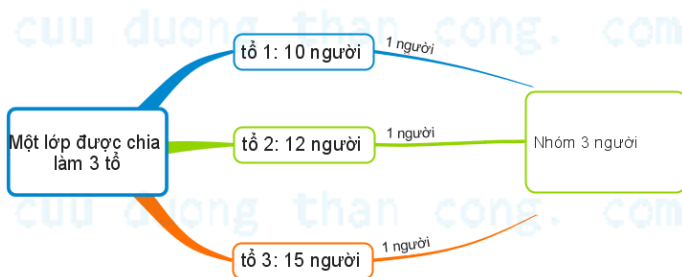 cuu duong than cong. com
tổ 1: 10 người
1 người
Một lớp được chia
làm 3 tổ
tổ 2: 12 người
1 người
Nhóm 3 người
cuu duong than cong. com
tổ 3: 15 người
1 người